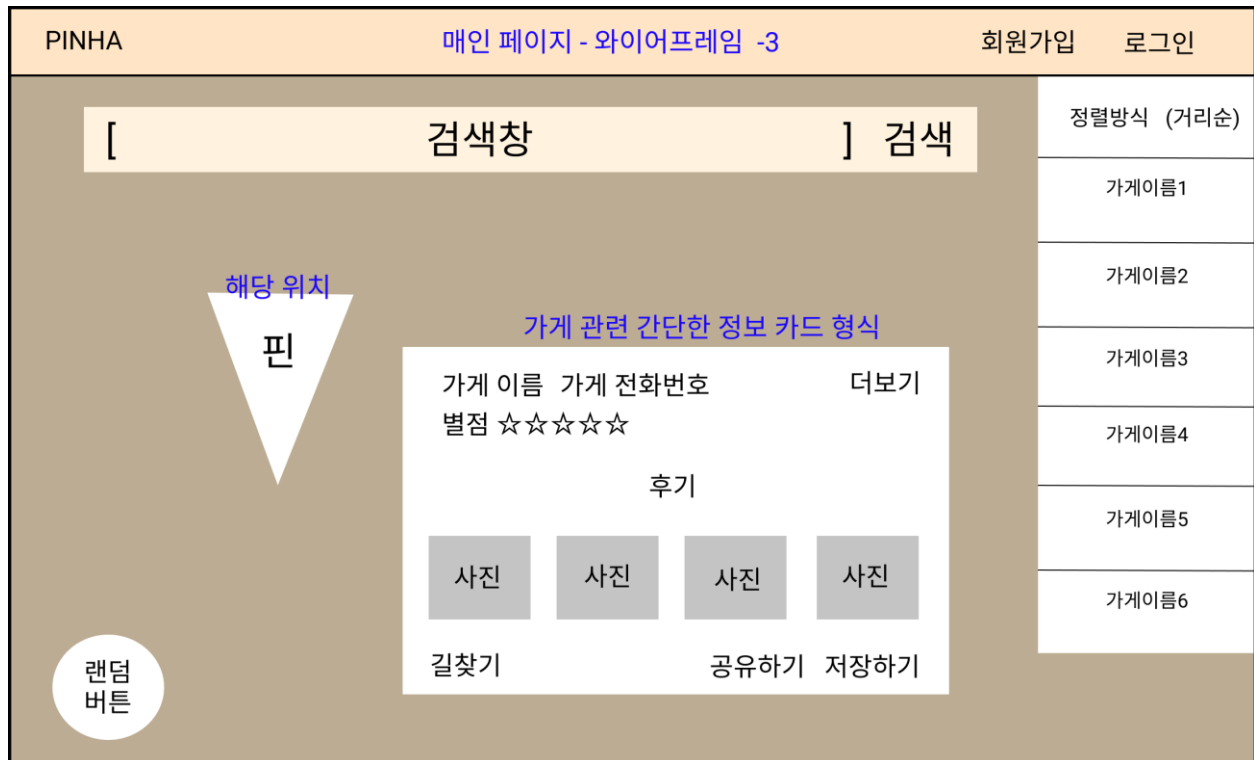 PINHA 매인 페이지 - 와이어프레임 -3 회원가입 로그인
[ 검색창 ] 검색
정렬방식 (거리순)
가게이름1
가게이름2
가게이름3
가게이름4
가게이름5
가게이름6
해당 위치
핀
가게 관련 간단한 정보 카드 형식
가게 이름 가게 전화번호 더보기
별점 ☆☆☆☆☆
후기
사진 사진 사진 사진
길찾기 공유하기 저장하기
랜덤
버튼